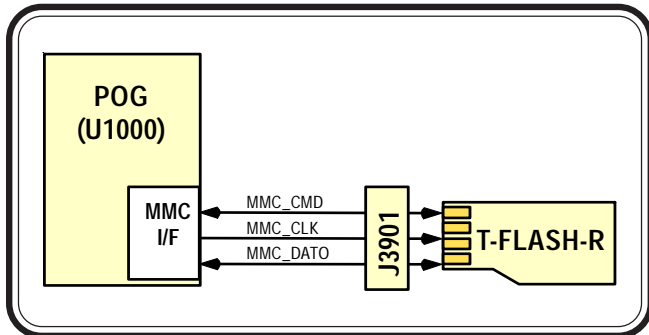 POG
(U1000)
MMC
I/F
MMC_CMD
MMC_CLK
MMC_DATO
J3901
T-FLASH-R